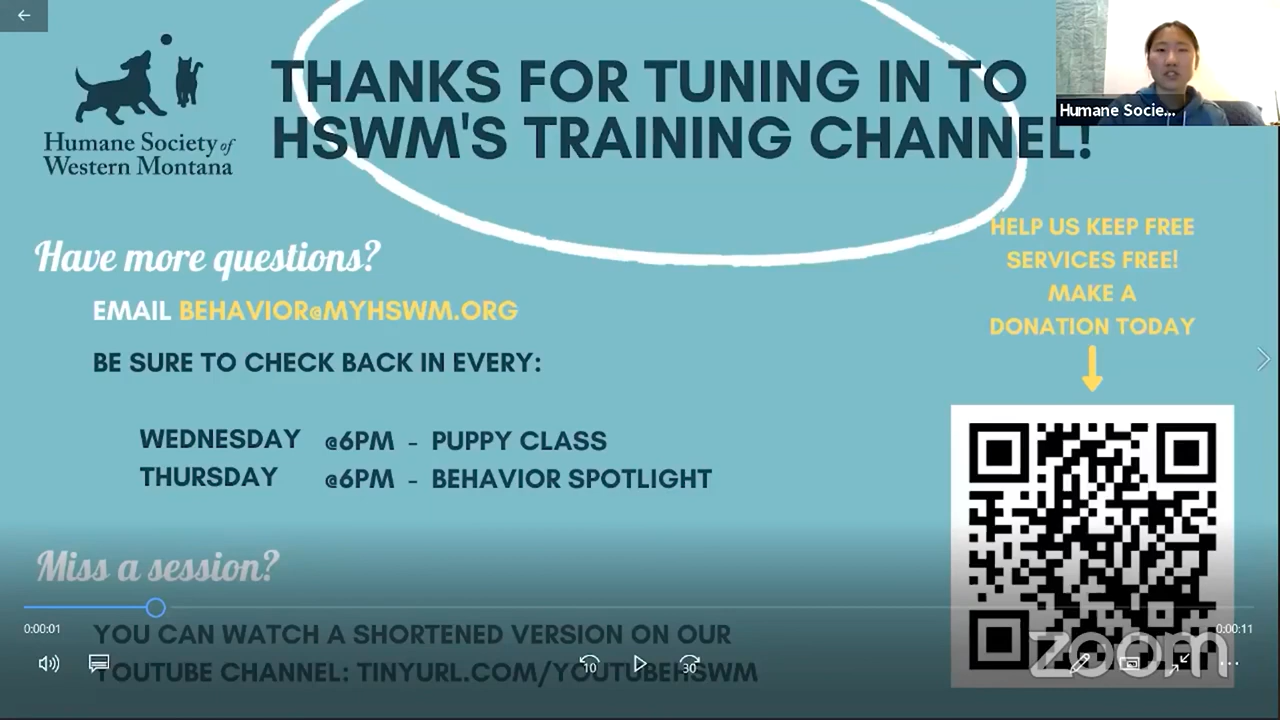 Humane Society of
Western Montana
THANKS FOR TUNING IN TO
HSWM'S TRAINING CHANNEL!
Humane Socie...
Have more questions?
EMAIL BEHAVIOR@MYHSWM.ORG
BE SURE TO CHECK BACK IN EVERY:
WEDNESDAY @6PM - PUPPY CLASS
THURSDAY @6PM - BEHAVIOR SPOTLIGHT
HELP US KEEP FREE
SERVICES FREE!
MAKE A
DONATION TODAY
Miss a session?
0:00:01
0:00:11
YOU CAN WATCH A SHORTENED VERSION ON OUR
YOUTUBE CHANNEL: TINYURL.COM/YOUTUBEHSWM
10
30
zoom